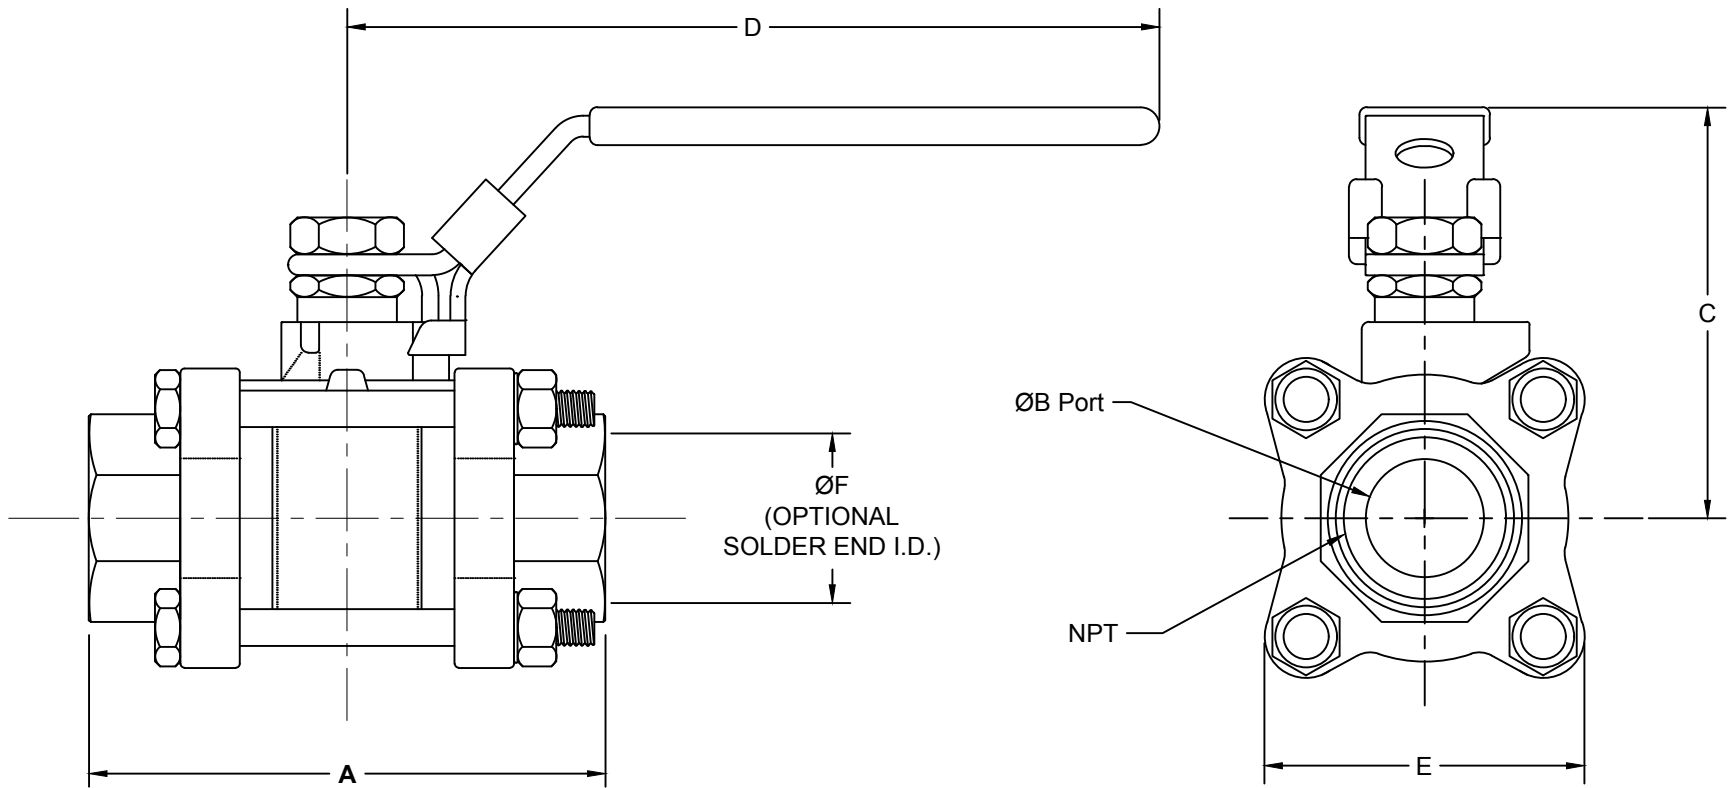 D
C
ØB Port
ØF
(OPTIONAL
SOLDER END I.D.)
NPT
A
E